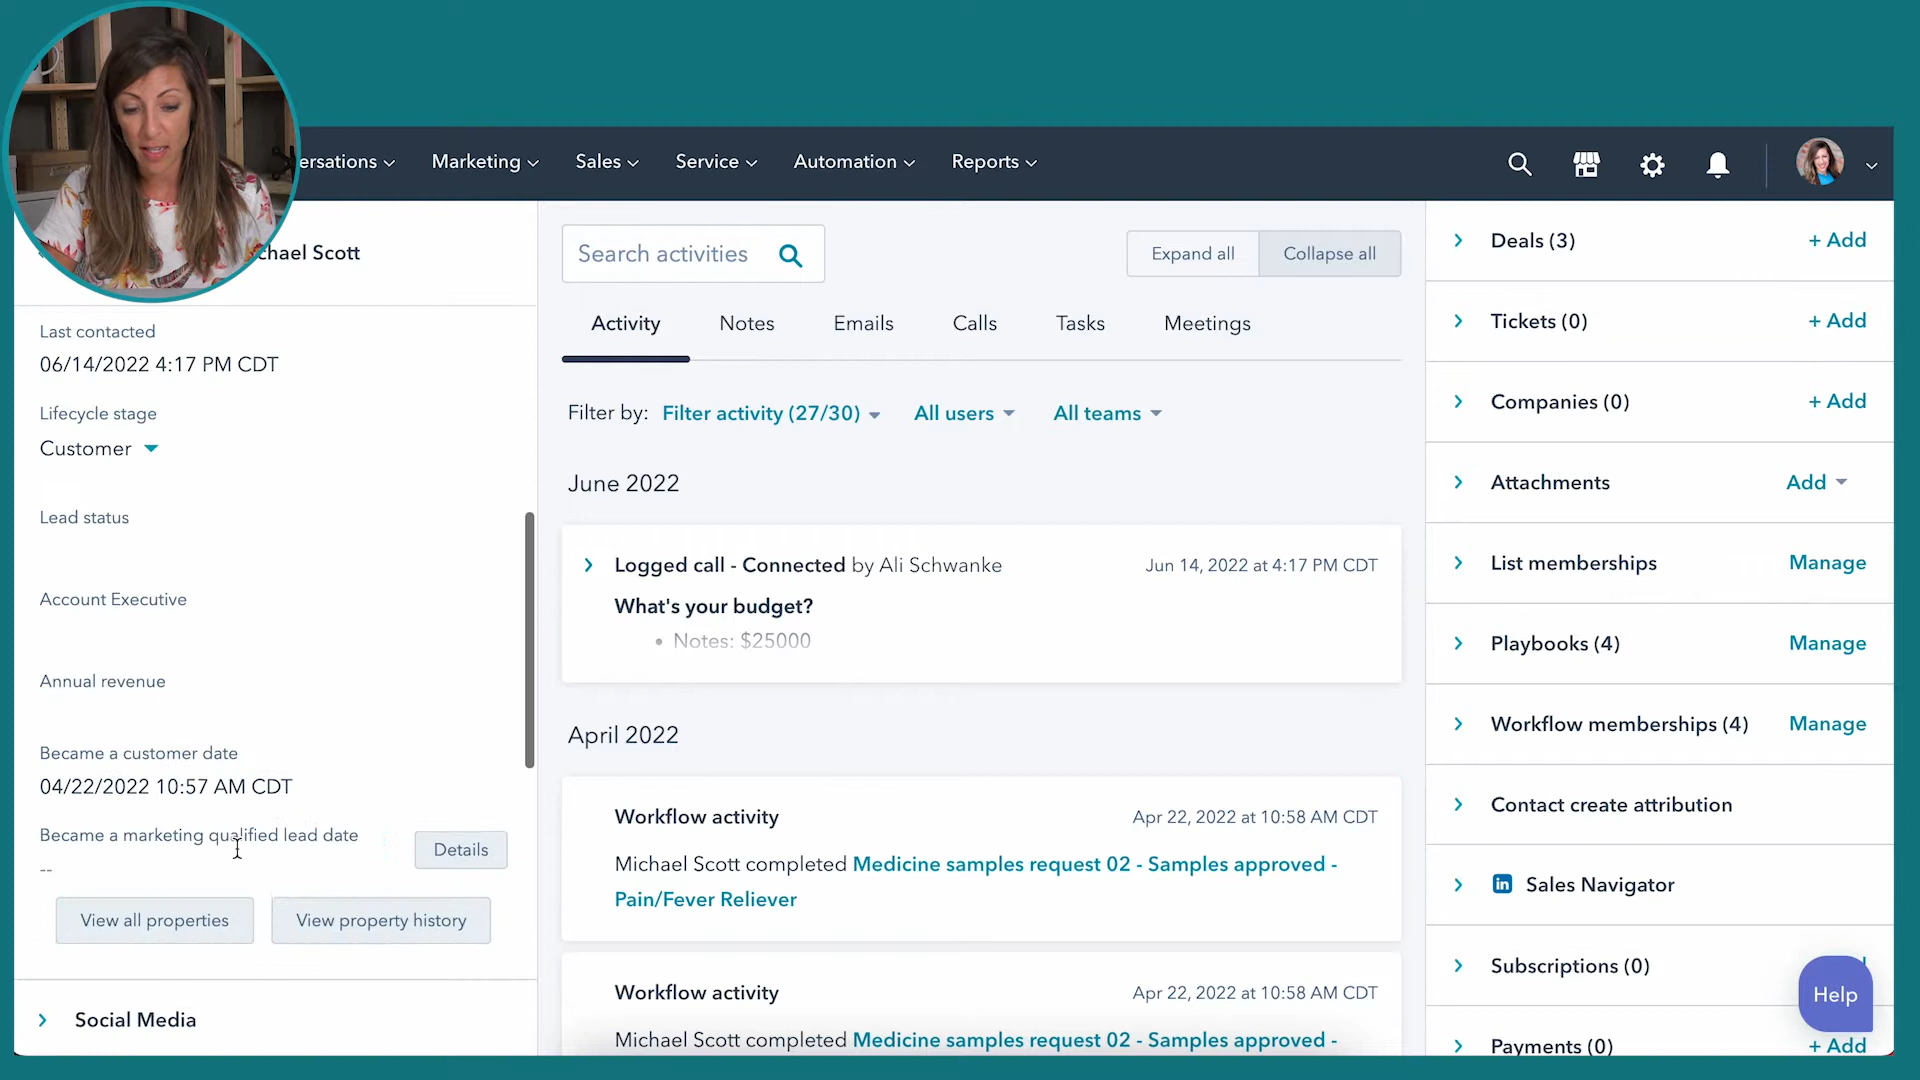 ersations
Marketing
Sales
Service
Automation
Reports
chael Scott
Last contacted
06/14/2022 4:17 PM CDT
Lifecycle stage
Customer
Lead status
Account Executive
Annual revenue
Became a customer date
04/22/2022 10:57 AM CDT
Became a marketing qualified lead date
--
Details
View all properties
View property history
Social Media
Search activities
Expand all
Collapse all
Activity
Notes
Emails
Calls
Tasks
Meetings
Filter by: Filter activity (27/30) All users All teams
June 2022
Logged call - Connected by Ali Schwanke
Jun 14, 2022 at 4:17 PM CDT
What's your budget?
• Notes: $25000
April 2022
Workflow activity
Apr 22, 2022 at 10:58 AM CDT
Michael Scott completed Medicine samples request 02 - Samples approved -
Pain/Fever Reliever
Workflow activity
Apr 22, 2022 at 10:58 AM CDT
Michael Scott completed Medicine samples request 02 - Samples approved -
Deals (3)
+ Add
Tickets (0)
+ Add
Companies (0)
+ Add
Attachments
Add
List memberships
Manage
Playbooks (4)
Manage
Workflow memberships (4)
Manage
Contact create attribution
in Sales Navigator
Subscriptions (0)
Help
Payments (0)
+ Add